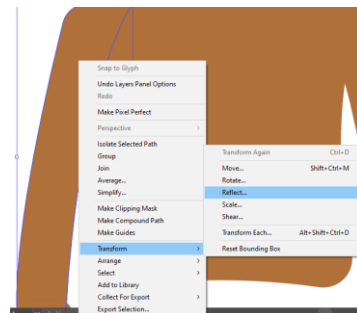 Snap to Glyph
Undo Layers Panel Options
Redo
Make Pixel Perfect
Perspective
Isolate Selected Path
Group
Join
Average...
Simplify...
Make Clipping Mask
Make Compound Path
Make Guides
Transform
Arrange
Select
Add to Library
Collect For Export
Export Selection...
Transform Again Ctrl+D
Move... Shift+Ctrl+M
Rotate...
Reflect...
Scale...
Shear...
Transform Each... Alt+Shift+Ctrl+D
Reset Bounding Box